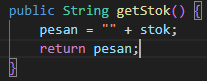 public String getStok() {
    pesan = "" + stok;
    return pesan;
}